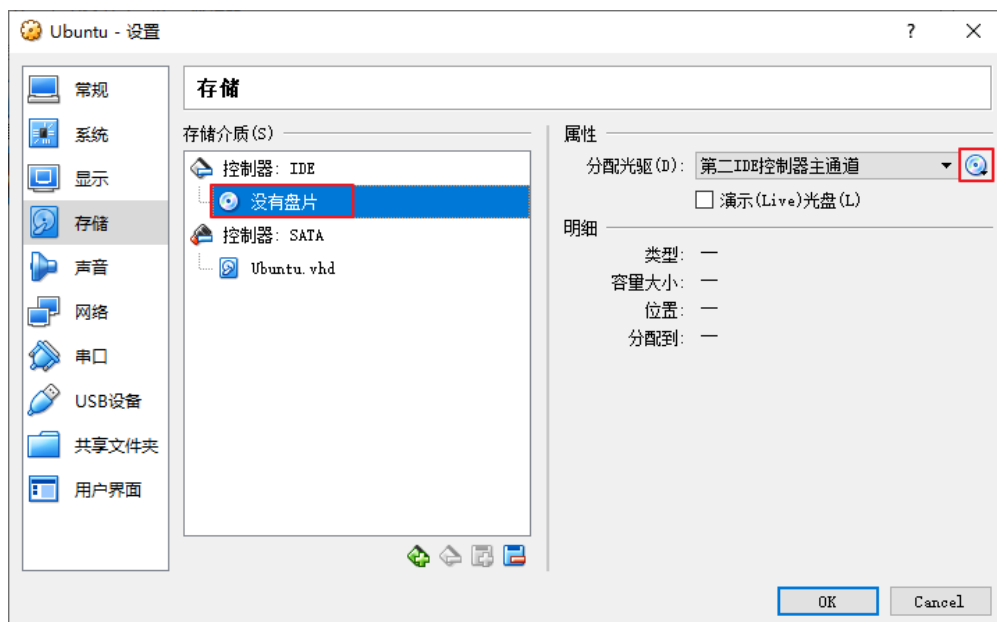 Ubuntu - 设置
?
常规
系统
显示
存储
声音
网络
串口
USB设备
共享文件夹
用户界面
存储
存储介质(S)
控制器: IDE
没有盘片
控制器: SATA
Ubuntu.vhd
属性
分配光驱(D): 第二IDE控制器主通道
演示(Live)光盘(L)
明细
类型: —
容量大小: —
位置: —
分配到: —
OK
Cancel